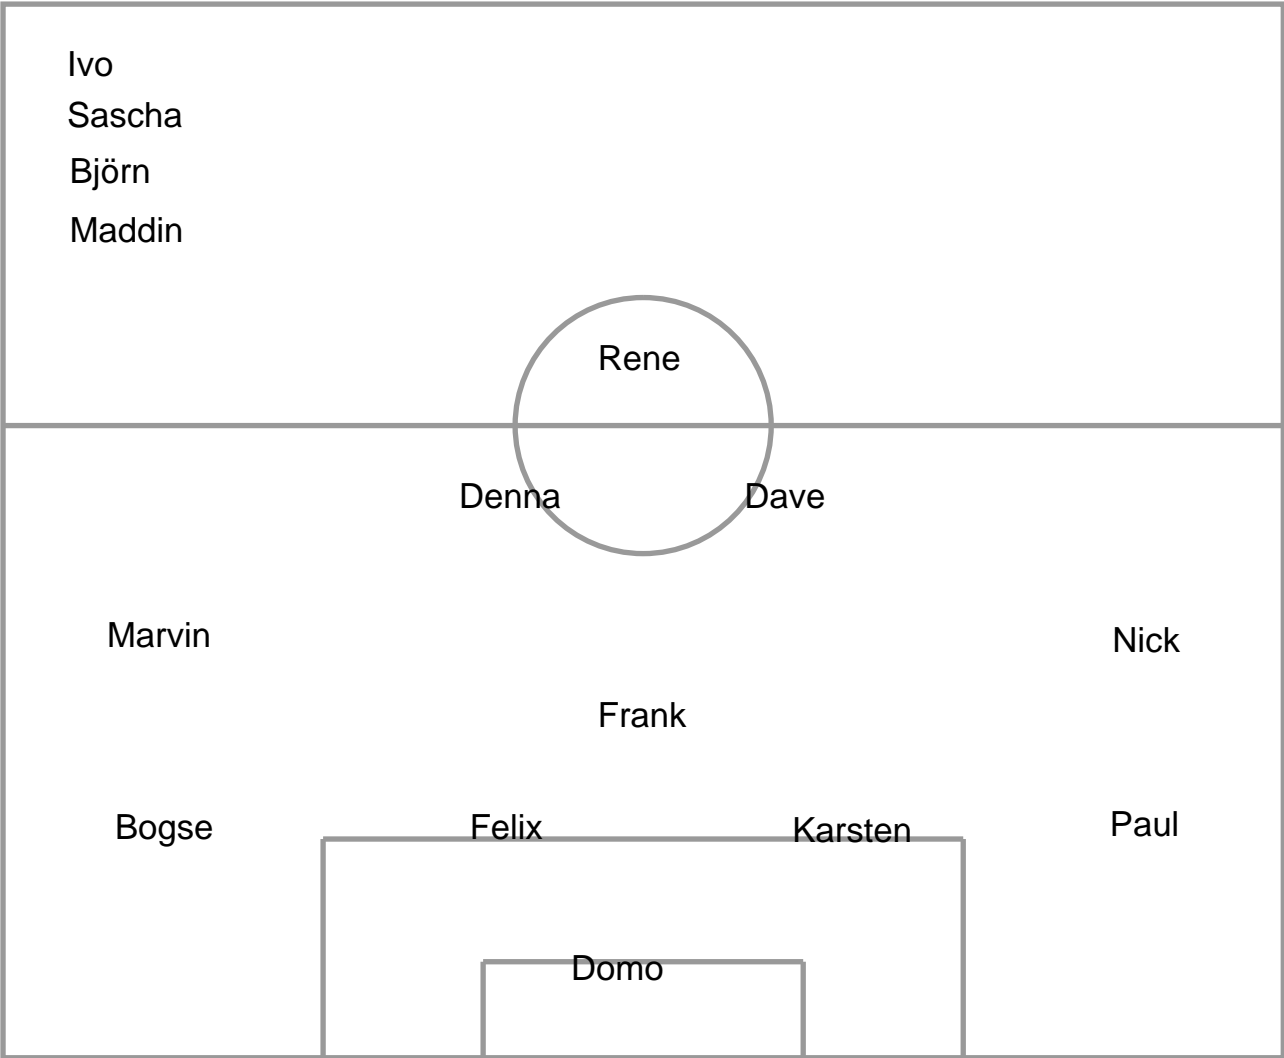 Ivo
Sascha
Björn
Maddin
Rene
Denna Dave
Marvin Nick
Frank
Bogse Felix Karsten Paul
Domo